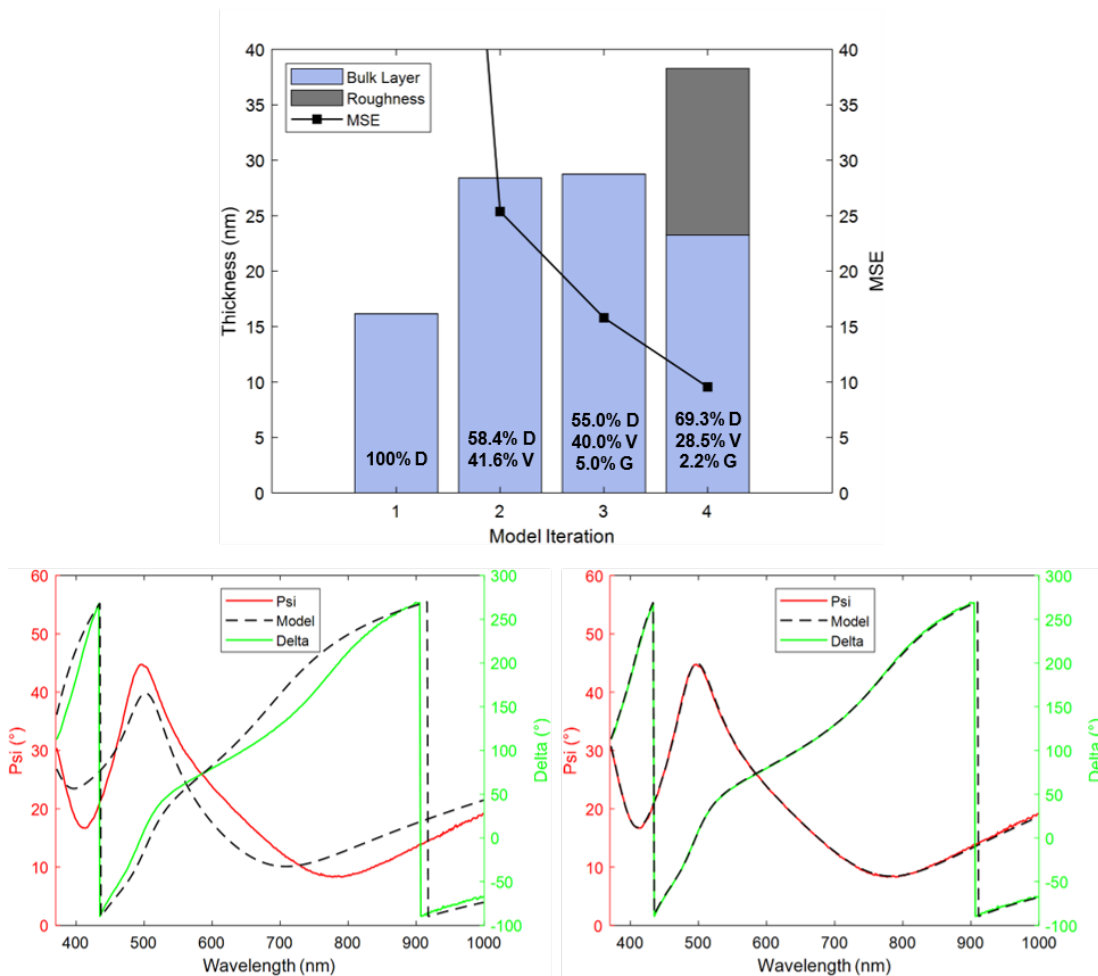 40
35
30
25
20
15
10
5
0
Thickness (nm)
Bulk Layer
Roughness
MSE
100% D
58.4% D
41.6% V
55.0% D
40.0% V
5.0% G
69.3% D
28.5% V
2.2% G
1 2 3 4
Model Iteration
40
35
30
25
20
15
10
5
0
MSE
60
50
40
30
20
10
0
Psi (°)
Psi
Model
Delta
400 500 600 700 800 900 1000
Wavelength (nm)
300
250
200
150
100
50
0
-50
-100
Delta (°)
60
50
40
30
20
10
0
Psi (°)
Psi
Model
Delta
400 500 600 700 800 900 1000
Wavelength (nm)
300
250
200
150
100
50
0
-50
-100
Delta (°)